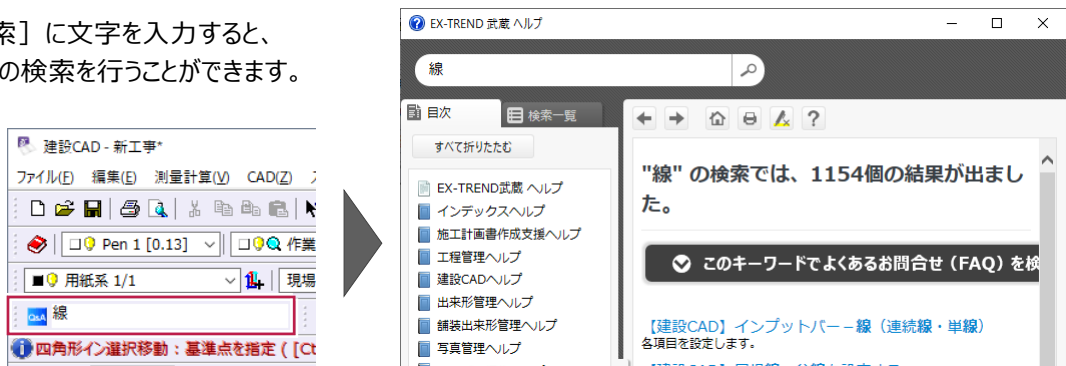 索］に文字を入力すると、
の検索を行うことができます。
建設CAD - 新工事*
ファイル(F) 編集(E) 測量計算(V) CAD(Z)
Pen 1 [0.13] 作業
用紙系 1/1 現場
Q&A 線
四角形イン選択移動：基準点を指定 ( [Ct
EX-TREND 武蔵 ヘルプ
線
目次 検索一覧
すべて折りたたむ
EX-TREND武蔵 ヘルプ
インデックスヘルプ
施工計画書作成支援ヘルプ
工程管理ヘルプ
建設CADヘルプ
出来形管理ヘルプ
舗装出来形管理ヘルプ
写真管理ヘルプ
"線" の検索では、1154個の結果が出まし
た。
このキーワードでよくあるお問合せ（FAQ）を検
【建設CAD】インプットバー – 線（連続線・単線）
各項目を設定します。